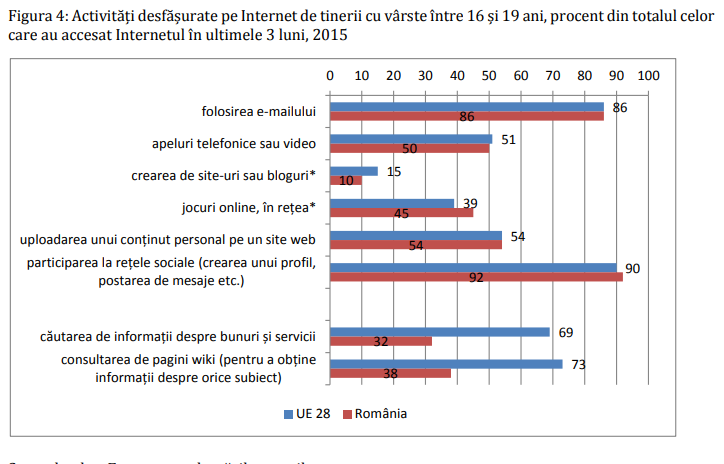 Figura 4: Activități desfășurate pe Internet de tinerii cu vârste între 16 și 19 ani, procent din totalul celor
care au accesat Internetul în ultimele 3 luni, 2015
0 10 20 30 40 50 60 70 80 90 100
folosirea e-mailului 86
86
apeluri telefonice sau video 51
50
crearea de site-uri sau bloguri* 15
10
jocuri online, în rețea* 39
45
uploadarea unui conținut personal pe un site web 54
54
participarea la rețele sociale (crearea unui profil, 90
postarea de mesaje etc.) 92
căutarea de informații despre bunuri și servicii 69
32
consultarea de pagini wiki (pentru a obține 73
informații despre orice subiect) 38
UE 28 România